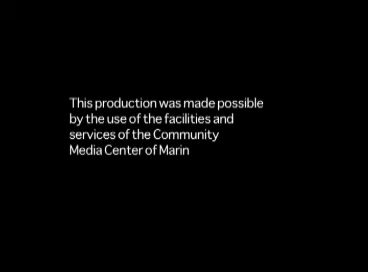 This production was made possible
by the use of the facilities and
services of the Community
Media Center of Marin